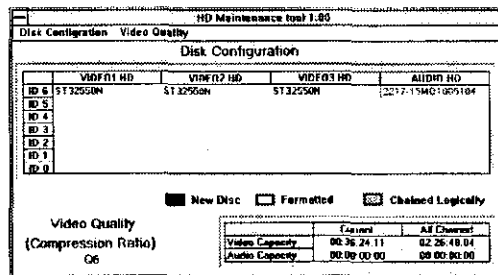 HD Maintenance tool 1.00
Disk Configration Video Quality
Disk Configuration
VIDEO1 HD VIDEO2 HD VIDEO3 HD AUDIO HD
ID 6 ST32550N ST32550N ST32550N
ID 5
ID 4
ID 3
ID 2
ID 1
ID 0
New Disc Formatted Chained Logically
Video Quality
(Compression Ratio)
Q6
All Channel
Video Capacity 00:36:24.11 02:26:48.04
Audio Capacity 00:00:00:00 00:00:00:00